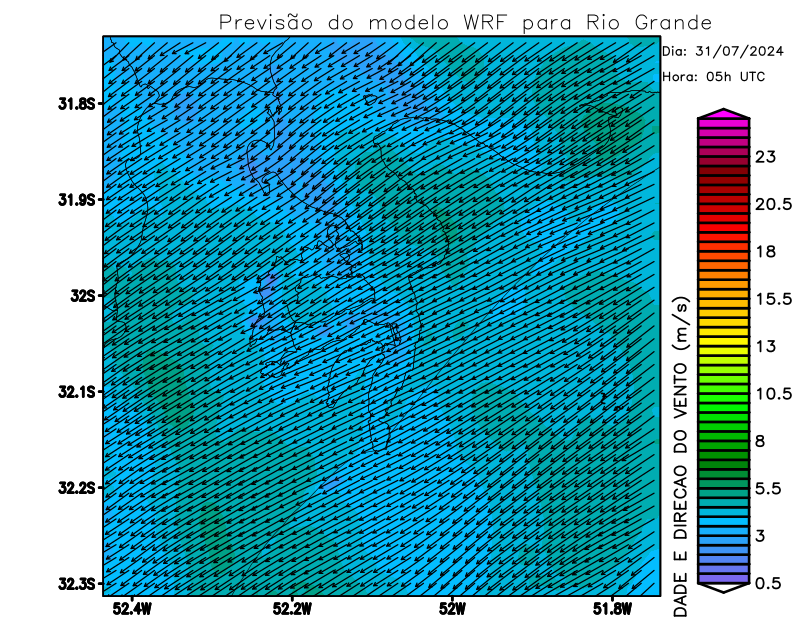 Previsão do modelo WRF para Rio Grande
Dia: 31/07/2024
Hora: 05h UTC
31.8S
31.9S
32S
32.1S
32.2S
32.3S
52.4W
52.2W
52W
51.8W
23
20.5
18
15.5
13
10.5
8
5.5
3
0.5
DADE E DIRECAO DO VENTO (m/s)